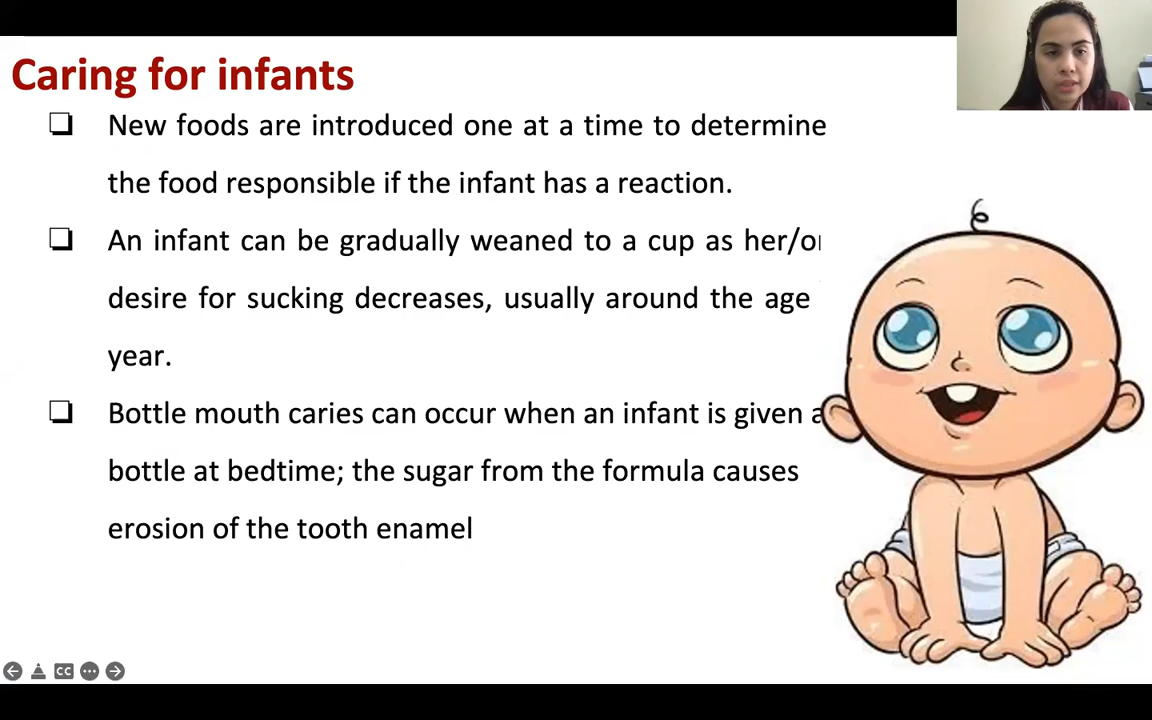 Caring for infants
❏ New foods are introduced one at a time to determine
the food responsible if the infant has a reaction.
❏ An infant can be gradually weaned to a cup as her/or
desire for sucking decreases, usually around the age
year.
❏ Bottle mouth caries can occur when an infant is given a
bottle at bedtime; the sugar from the formula causes
erosion of the tooth enamel
CC